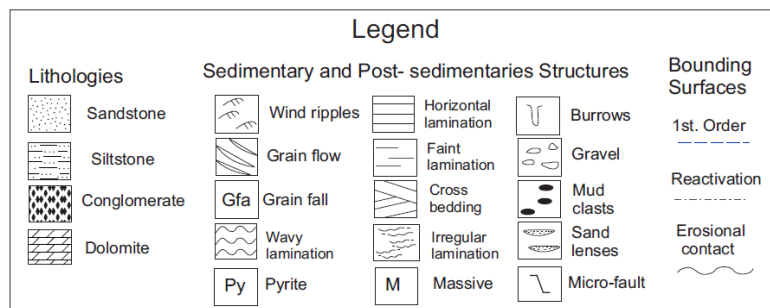 Legend
Lithologies
Sandstone
Siltstone
Conglomerate
Dolomite
Sedimentary and Post- sedimentaries Structures
Wind ripples
Grain flow
Gfa Grain fall
Wavy
lamination
Py Pyrite
Horizontal
lamination
Faint
lamination
Cross
bedding
Irregular
lamination
M Massive
Burrows
Gravel
Mud
clasts
Sand
lenses
Micro-fault
Bounding
Surfaces
1st. Order
Reactivation
Erosional
contact